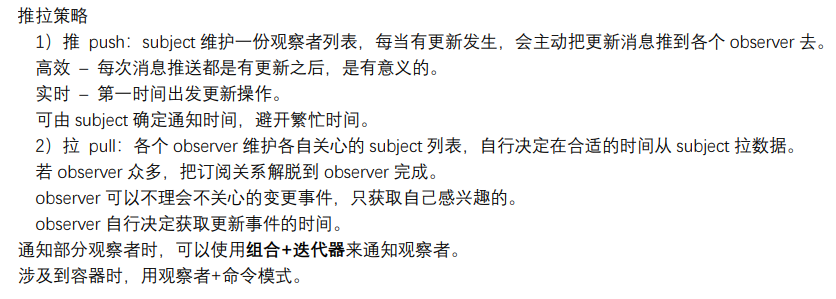 推拉策略
1）推 push：subject 维护一份观察者列表，每当有更新发生，会主动把更新消息推到各个 observer 去。
高效 – 每次消息推送都是有更新之后，是有意义的。
实时 – 第一时间出发更新操作。
可由 subject 确定通知时间，避开繁忙时间。
2）拉 pull：各个 observer 维护各自关心的 subject 列表，自行决定在合适的时间从 subject 拉数据。
若 observer 众多，把订阅关系解脱到 observer 完成。
observer 可以不理会不关心的变更事件，只获取自己感兴趣的。
observer 自行决定获取更新事件的时间。
通知部分观察者时，可以使用组合+迭代器来通知观察者。
涉及到容器时，用观察者+命令模式。